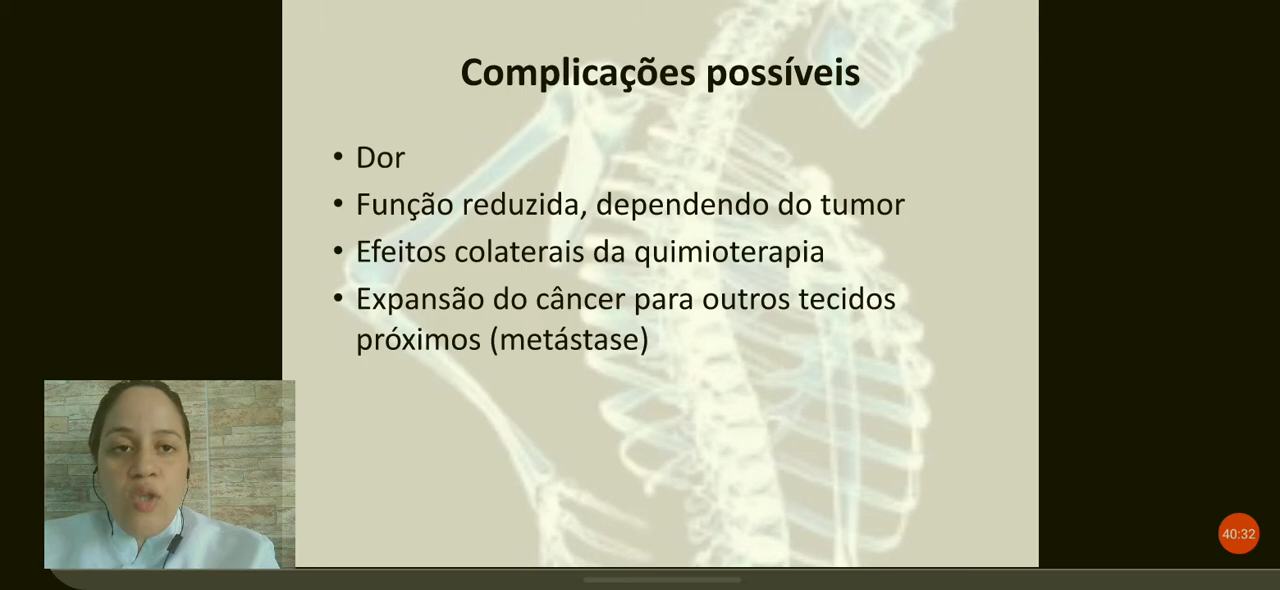 Complicações possíveis
• Dor
• Função reduzida, dependendo do tumor
• Efeitos colaterais da quimioterapia
• Expansão do câncer para outros tecidos
próximos (metástase)
40:32